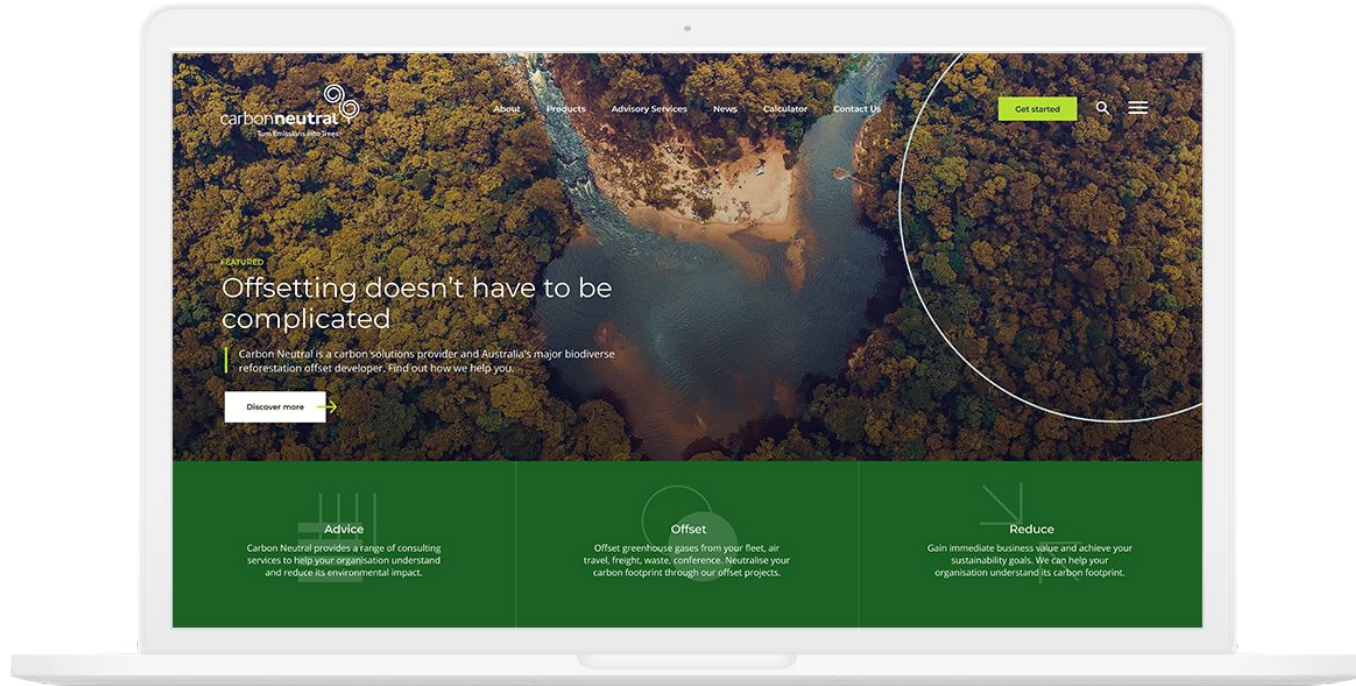 carbonneutral
Turn Emissions Into Trees
About Products Advisory Services News Calculator Contact Us Get started
FEATURED
Offsetting doesn't have to be
complicated
Carbon Neutral is a carbon solutions provider and Australia's major biodiverse
reforestation offset developer. Find out how we help you.
Discover more
Advice
Carbon Neutral provides a range of consulting
services to help your organisation understand
and reduce its environmental impact.
Offset
Offset greenhouse gases from your fleet, air
travel, freight, waste, conference. Neutralise your
carbon footprint through our offset projects.
Reduce
Gain immediate business value and achieve your
sustainability goals. We can help your
organisation understand its carbon footprint.